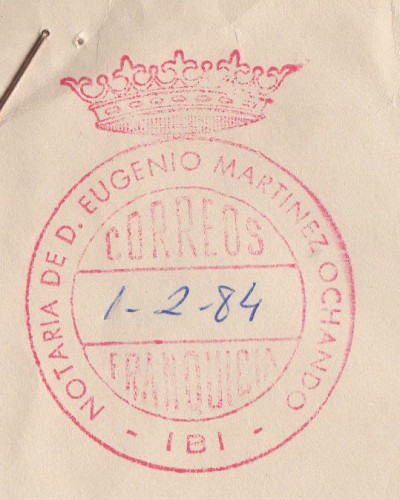 NOTARIA DE D. EUGENIO MARTINEZ OCHANDO
CORREOS
1-2-84
FRANQUICIA
- IBI -